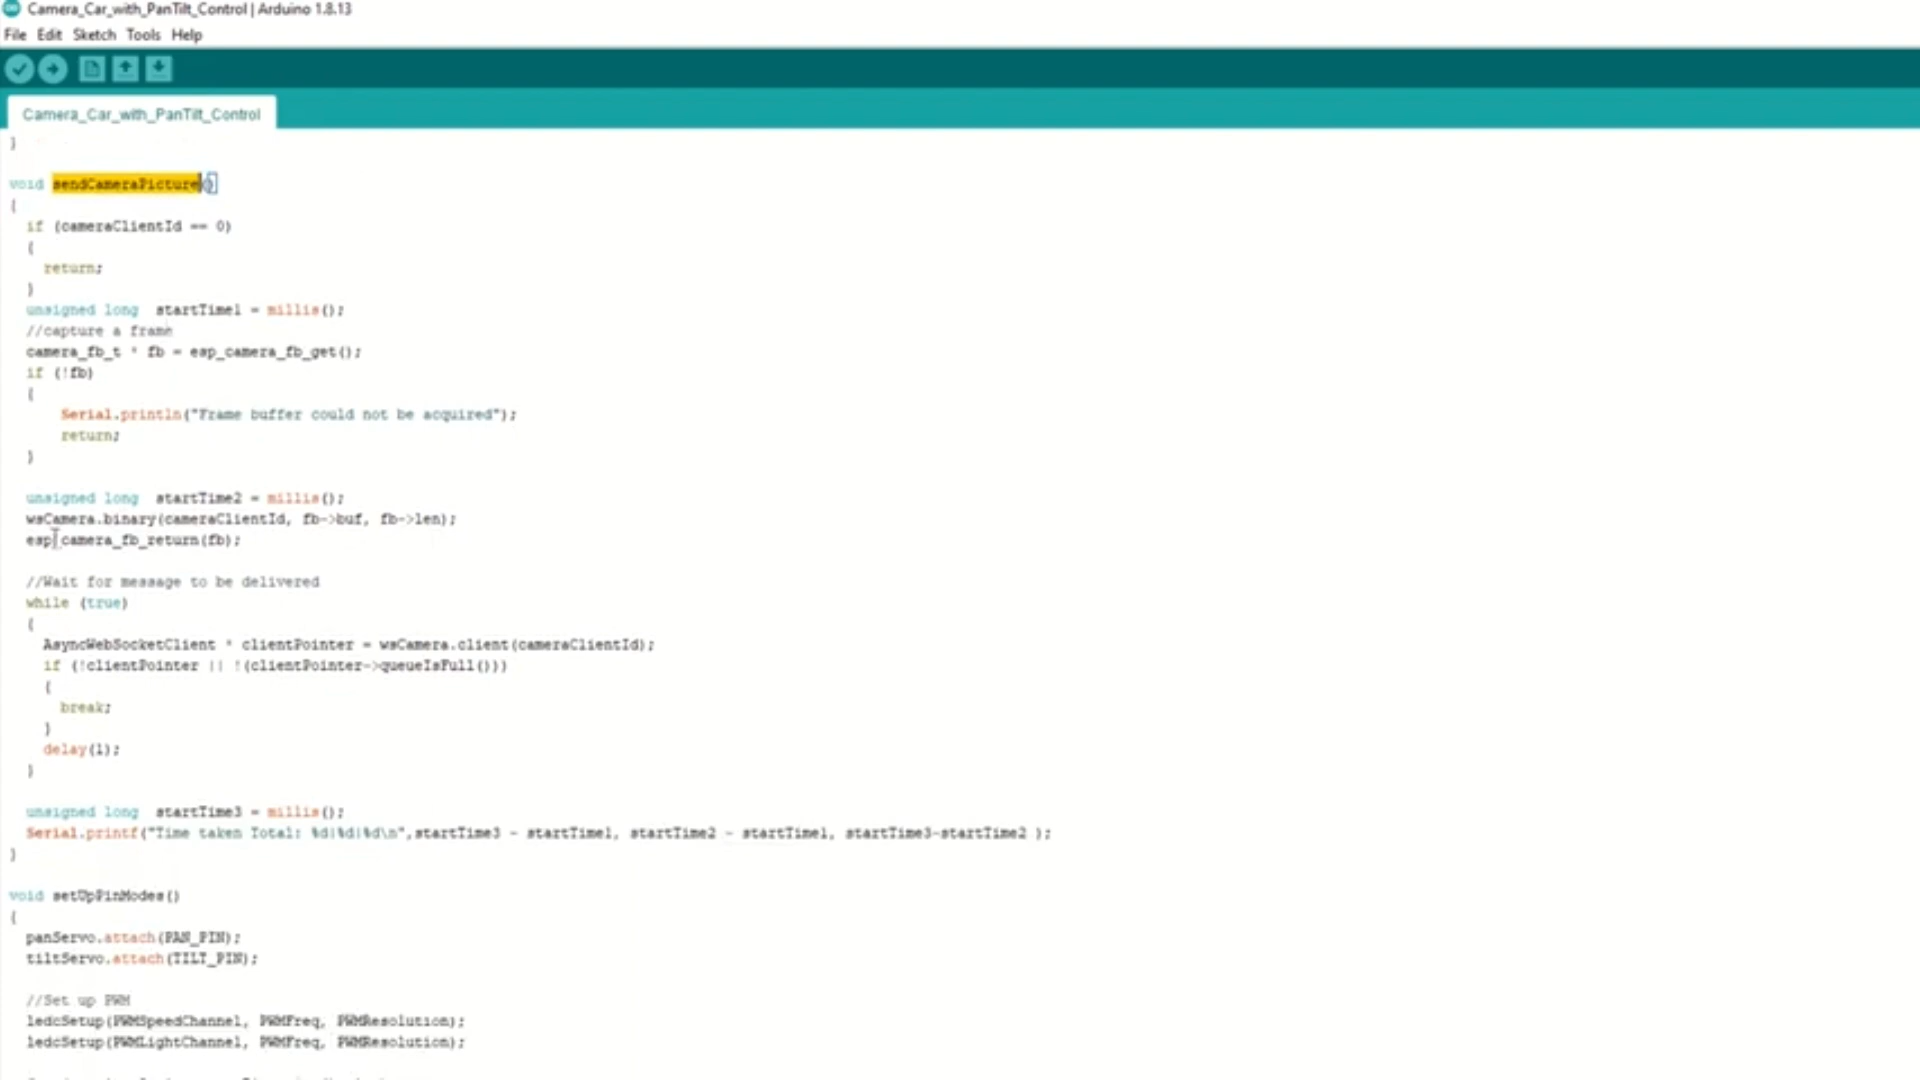 Camera_Car_with_PanTilt_Control | Arduino 1.8.13
File Edit Sketch Tools Help
Camera_Car_with_PanTilt_Control
}
void sendCameraPicture()
{
if (cameraClientId == 0)
{
return;
}
unsigned long startTime1 = millis();
//capture a frame
camera_fb_t * fb = esp_camera_fb_get();
if (!fb)
{
Serial.println("Frame buffer could not be acquired");
return;
}
unsigned long startTime2 = millis();
wsCamera.binary(cameraClientId, fb->buf, fb->len);
esp_camera_fb_return(fb);
//Wait for message to be delivered
while (true)
{
AsyncWebSocketClient * clientPointer = wsCamera.client(cameraClientId);
if (!clientPointer || !(clientPointer->queueIsFull()))
{
break;
}
delay(1);
}
unsigned long startTime3 = millis();
Serial.printf("Time taken Total: %d|%d|%d\n",startTime3 - startTime1, startTime2 - startTime1, startTime3-startTime2 );
}
void setUpPinModes()
{
panServo.attach(PAN_PIN);
tiltServo.attach(TILT_PIN);
//Set up PWM
ledcSetup(PWMSpeedChannel, PWMFreq, PWMResolution);
ledcSetup(PWMLightChannel, PWMFreq, PWMResolution);